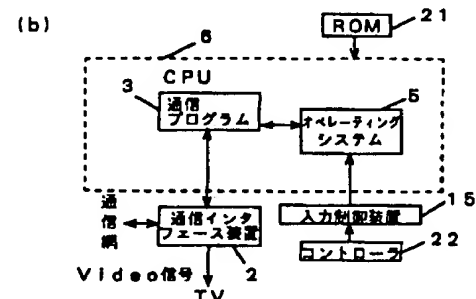 (b)
6
ROM
21
CPU
3
通信
プログラム
5
オペレーティング
システム
通信網
通信インタ
フェース装置
2
入力制御装置
15
コントローラ
22
Video信号
TV